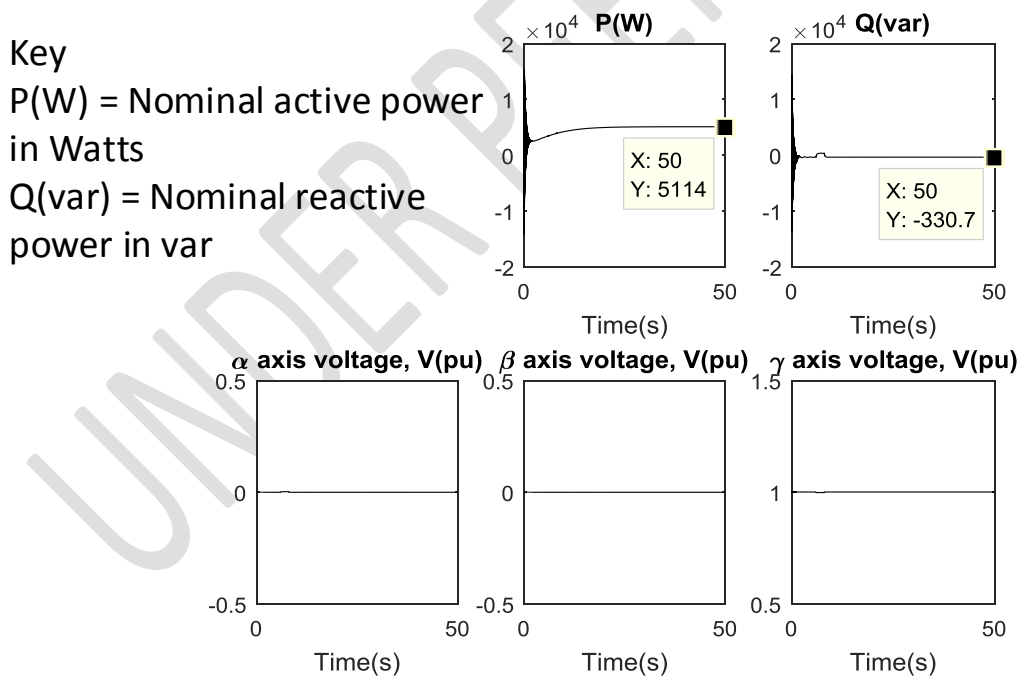 Key
P(W) = Nominal active power
in Watts
Q(var) = Nominal reactive
power in var
×10⁴ P(W)
2
1
0
-1
-2
X: 50
Y: 5114
0 50
Time(s)
×10⁴ Q(var)
2
1
0
-1
-2
X: 50
Y: -330.7
0 50
Time(s)
α axis voltage, V(pu)
0.5
0
-0.5
0 50
Time(s)
β axis voltage, V(pu)
0.5
0
-0.5
0 50
Time(s)
γ axis voltage, V(pu)
1.5
1
0.5
0 50
Time(s)
UNDER PEE